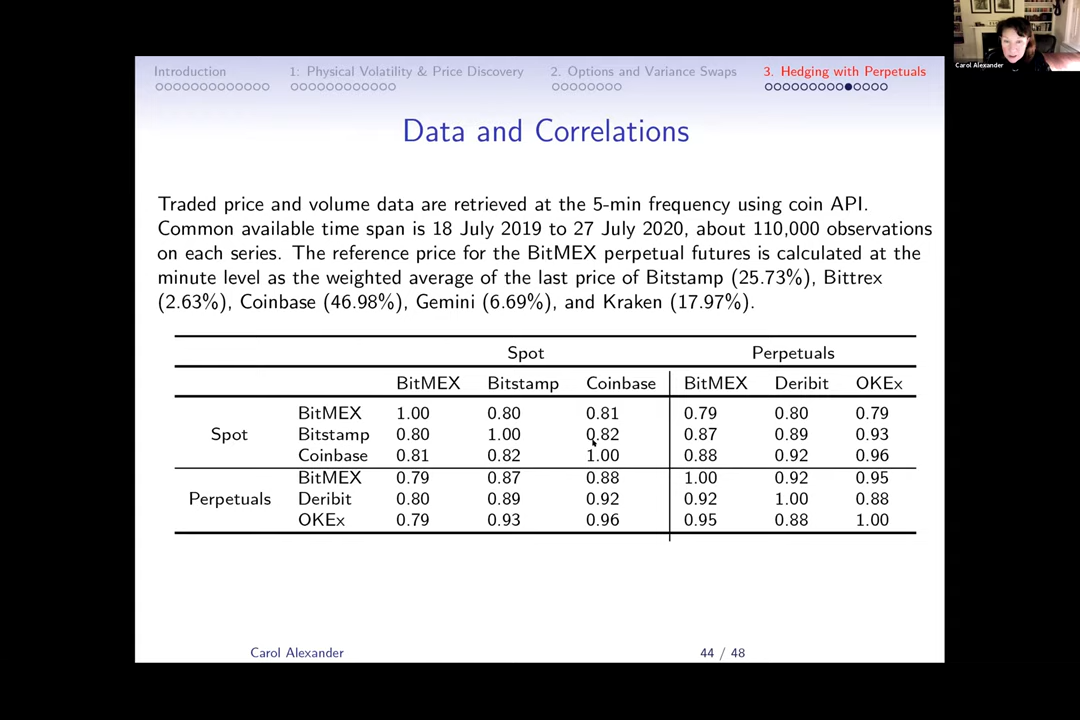 Introduction 1: Physical Volatility & Price Discovery 2. Options and Variance Swaps 3. Hedging with Perpetuals
Carol Alexander
Data and Correlations
Traded price and volume data are retrieved at the 5-min frequency using coin API.
Common available time span is 18 July 2019 to 27 July 2020, about 110,000 observations
on each series. The reference price for the BitMEX perpetual futures is calculated at the
minute level as the weighted average of the last price of Bitstamp (25.73%), Bittrex
(2.63%), Coinbase (46.98%), Gemini (6.69%), and Kraken (17.97%).
Spot Perpetuals
BitMEX Bitstamp Coinbase BitMEX Deribit OKEx
BitMEX 1.00 0.80 0.81 0.79 0.80 0.79
Spot Bitstamp 0.80 1.00 0.82 0.87 0.89 0.93
Coinbase 0.81 0.82 1.00 0.88 0.92 0.96
BitMEX 0.79 0.87 0.88 1.00 0.92 0.95
Perpetuals Deribit 0.80 0.89 0.92 0.92 1.00 0.88
OKEx 0.79 0.93 0.96 0.95 0.88 1.00
Carol Alexander 44 / 48